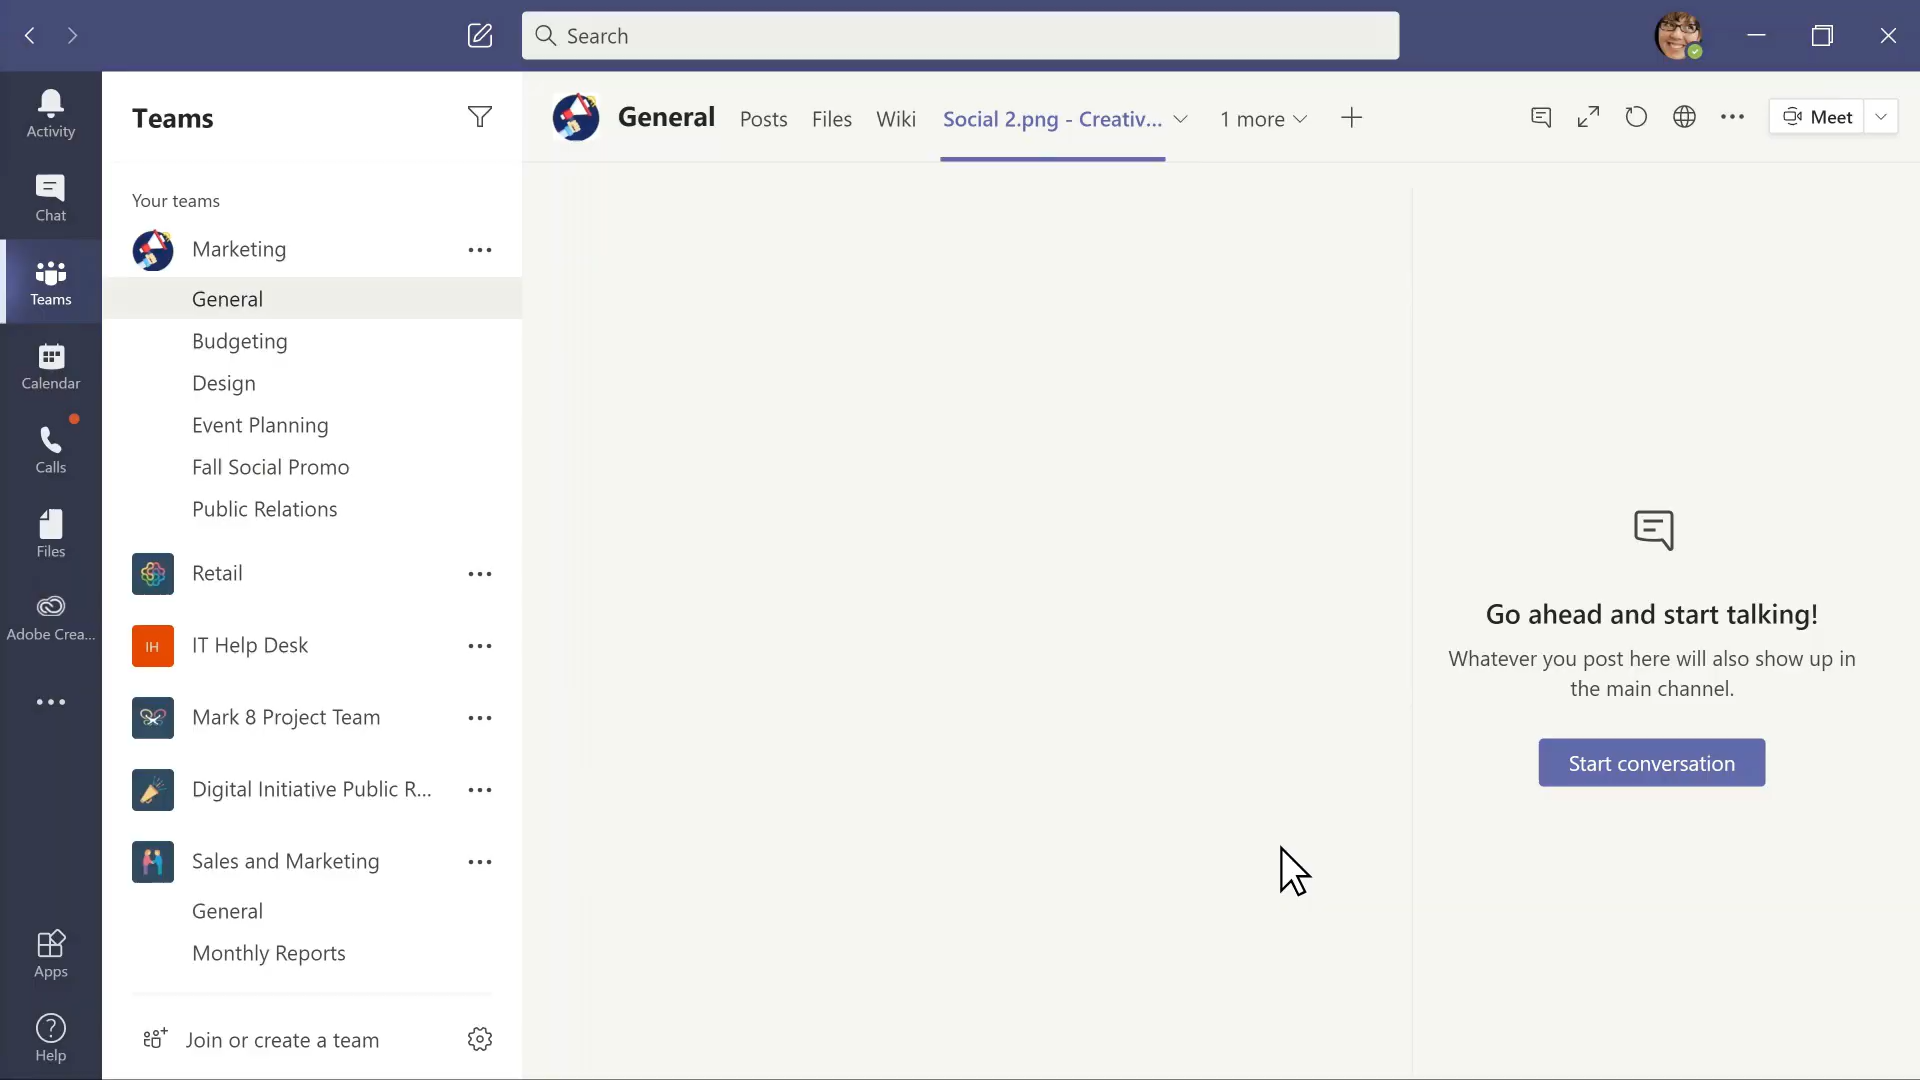 Search
Activity
Chat
Teams
Calendar
Calls
Files
Adobe Crea...
Apps
Help
Teams
Your teams
Marketing
General
Budgeting
Design
Event Planning
Fall Social Promo
Public Relations
Retail
IH IT Help Desk
Mark 8 Project Team
Digital Initiative Public R...
Sales and Marketing
General
Monthly Reports
Join or create a team
General Posts Files Wiki Social 2.png - Creativ... 1 more Meet
Go ahead and start talking!
Whatever you post here will also show up in
the main channel.
Start conversation